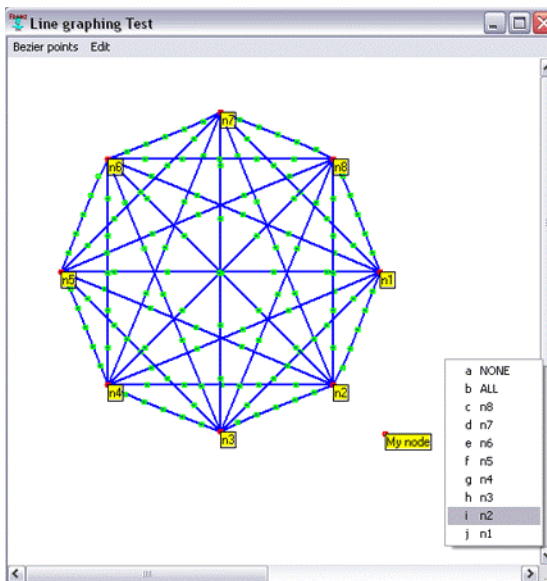 Line graphing Test
Bezier points Edit
n7
n6
n8
n5
n1
n4
n2
n3
My node
a NONE
b ALL
c n8
d n7
e n6
f n5
g n4
h n3
i n2
j n1